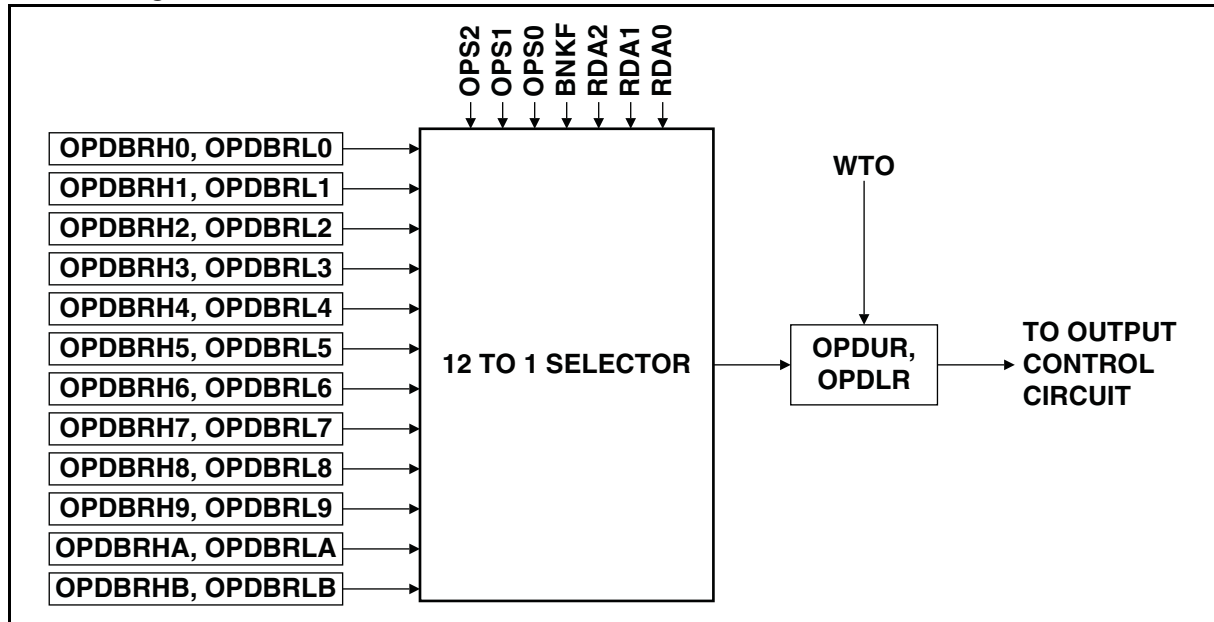 OPS2
OPS1
OPS0
BNKF
RDA2
RDA1
RDA0
OPDBRH0, OPDBRL0
OPDBRH1, OPDBRL1
OPDBRH2, OPDBRL2
OPDBRH3, OPDBRL3
OPDBRH4, OPDBRL4
OPDBRH5, OPDBRL5
OPDBRH6, OPDBRL6
OPDBRH7, OPDBRL7
OPDBRH8, OPDBRL8
OPDBRH9, OPDBRL9
OPDBRHA, OPDBRLA
OPDBRHB, OPDBRLB
12 TO 1 SELECTOR
WTO
OPDUR,
OPDLR
TO OUTPUT
CONTROL
CIRCUIT